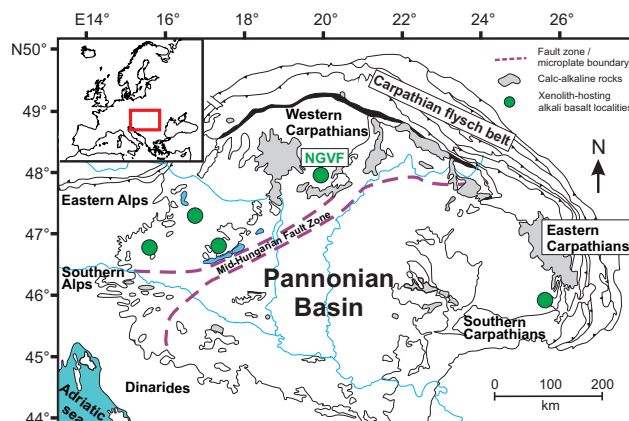 E14° 16° 18° 20° 22° 24° 26°
N50°
49°
48°
47°
46°
45°
44°
Fault zone /
microplate boundary
Calc-alkaline rocks
Xenolith-hosting
alkali basalt localities
Carpathian flysch belt
Western
Carpathians
NGVF
N
Eastern Alps
Eastern
Carpathians
Mid-Hungarian Fault Zone
Southern
Alps
Pannonian
Basin
Southern
Carpathians
Dinarides
Adriatic
sea
0 100 200
km